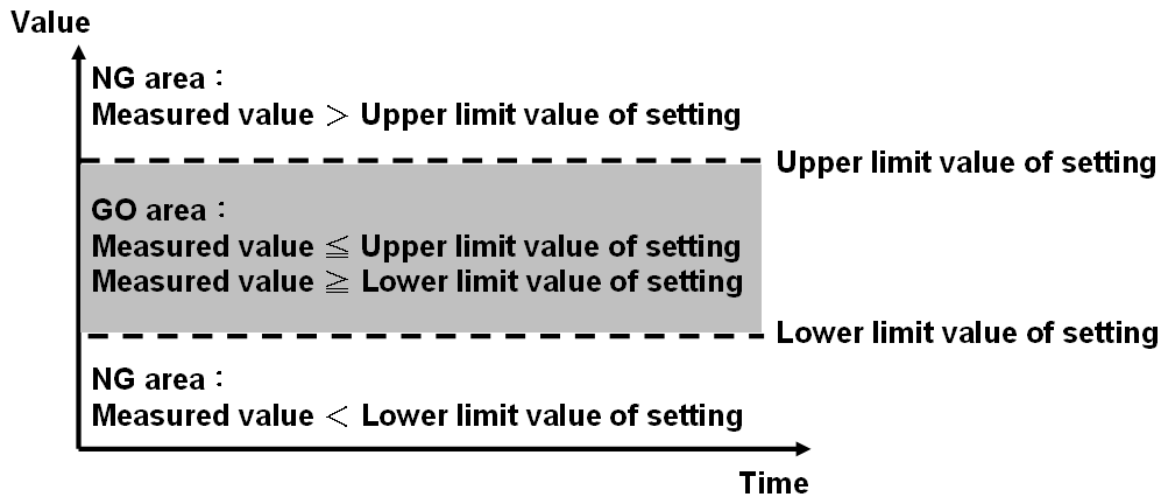 Value
NG area：
Measured value ＞ Upper limit value of setting
Upper limit value of setting
GO area：
Measured value ≦ Upper limit value of setting
Measured value ≧ Lower limit value of setting
Lower limit value of setting
NG area：
Measured value ＜ Lower limit value of setting
Time